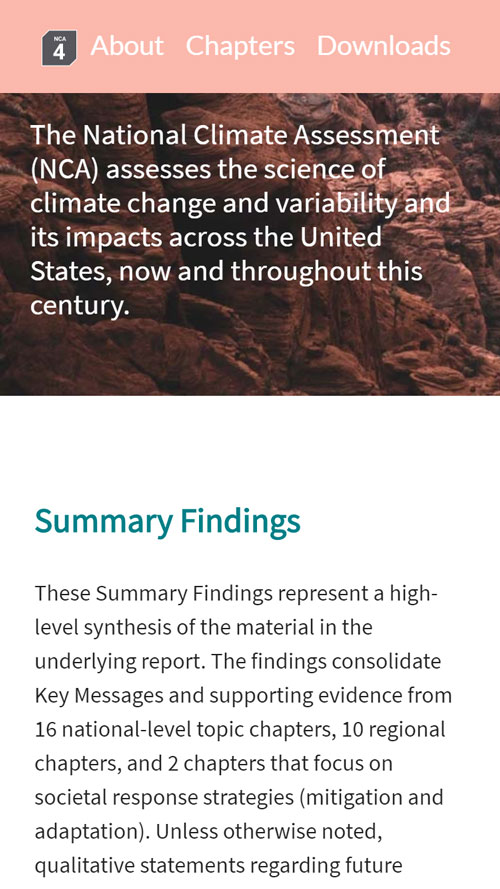 NCA
4
About Chapters Downloads
The National Climate Assessment
(NCA) assesses the science of
climate change and variability and
its impacts across the United
States, now and throughout this
century.
Summary Findings
These Summary Findings represent a high-
level synthesis of the material in the
underlying report. The findings consolidate
Key Messages and supporting evidence from
16 national-level topic chapters, 10 regional
chapters, and 2 chapters that focus on
societal response strategies (mitigation and
adaptation). Unless otherwise noted,
qualitative statements regarding future